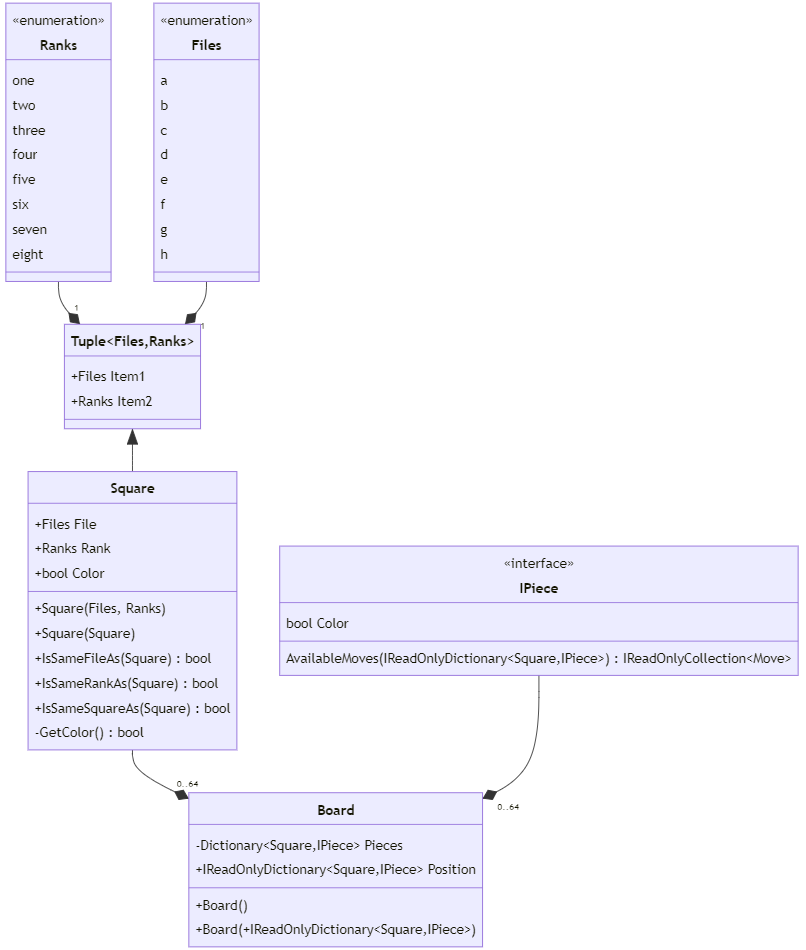 «enumeration»
Ranks
one
two
three
four
five
six
seven
eight
«enumeration»
Files
a
b
c
d
e
f
g
h
1
1
Tuple<Files,Ranks>
+Files Item1
+Ranks Item2
Square
+Files File
+Ranks Rank
+bool Color
+Square(Files, Ranks)
+Square(Square)
+IsSameFileAs(Square) : bool
+IsSameRankAs(Square) : bool
+IsSameSquareAs(Square) : bool
-GetColor() : bool
«interface»
IPiece
bool Color
AvailableMoves(IReadOnlyDictionary<Square,IPiece>) : IReadOnlyCollection<Move>
0..64
0..64
Board
-Dictionary<Square,IPiece> Pieces
+IReadOnlyDictionary<Square,IPiece> Position
+Board()
+Board(+IReadOnlyDictionary<Square,IPiece>)